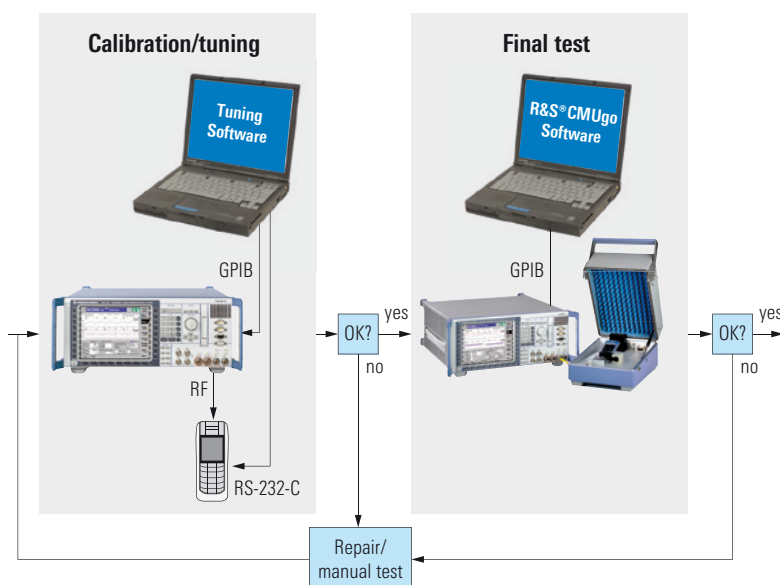 Calibration/tuning
Final test
Tuning
Software
R&S®CMUgo
Software
GPIB
GPIB
OK?
yes
no
OK?
yes
no
RF
RS-232-C
Repair/
manual test